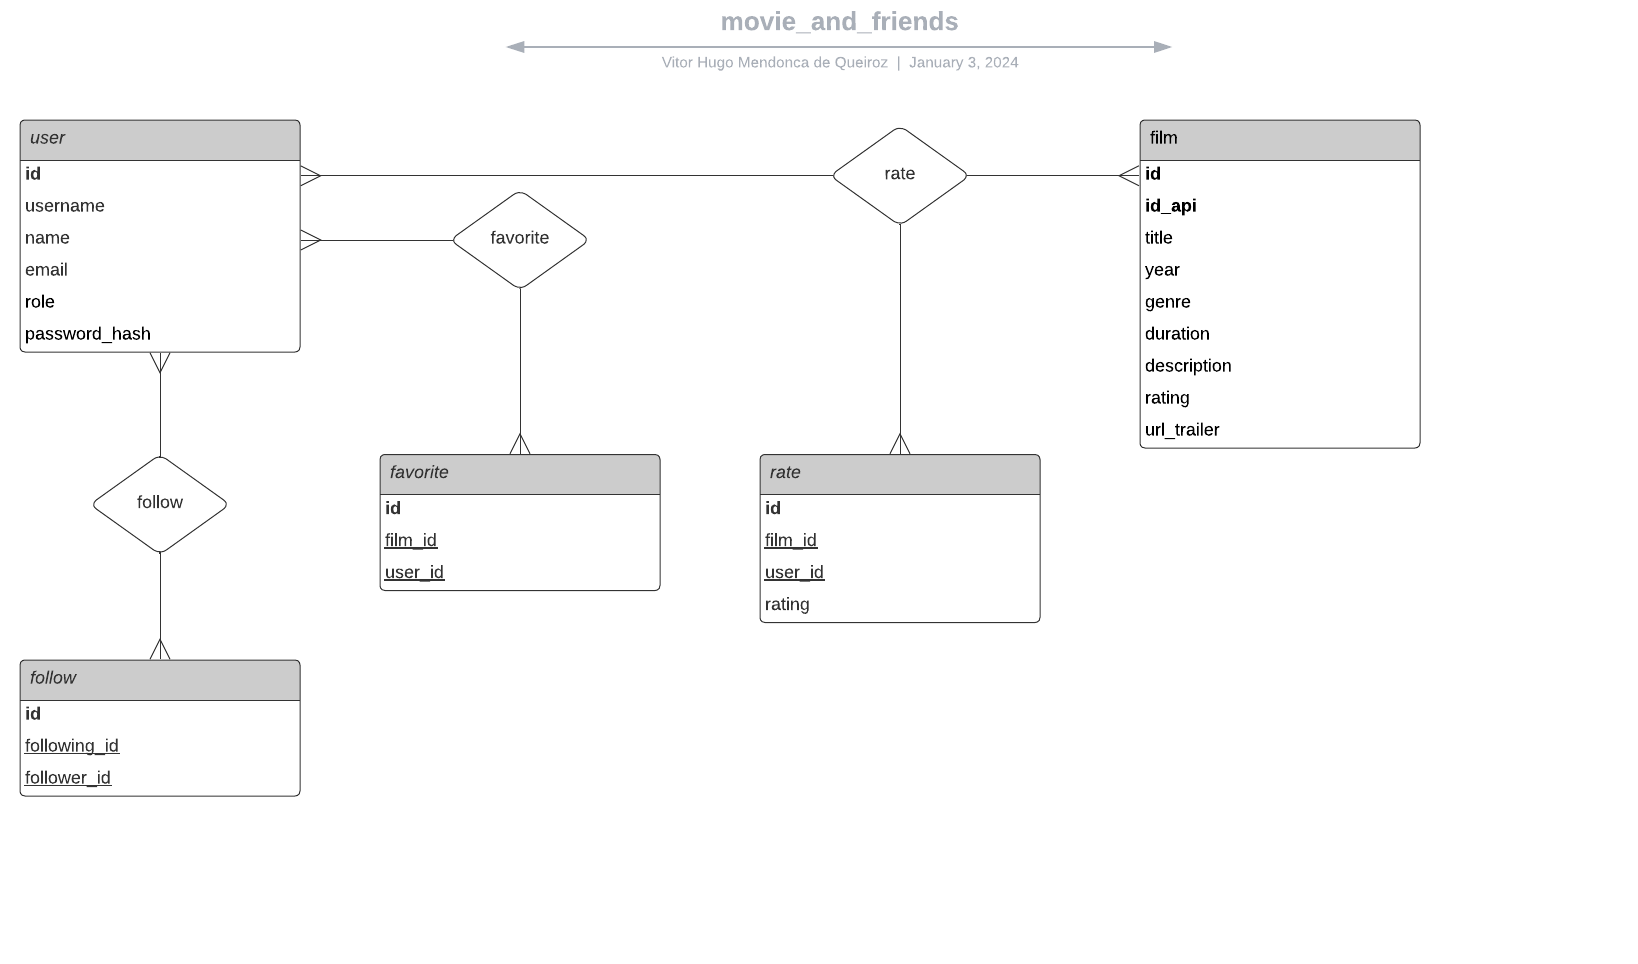 movie_and_friends
Vitor Hugo Mendonca de Queiroz | January 3, 2024
user
id
username
name
email
role
password_hash
favorite
rate
film
id
id_api
title
year
genre
duration
description
rating
url_trailer
follow
favorite
id
film_id
user_id
rate
id
film_id
user_id
rating
follow
id
following_id
follower_id